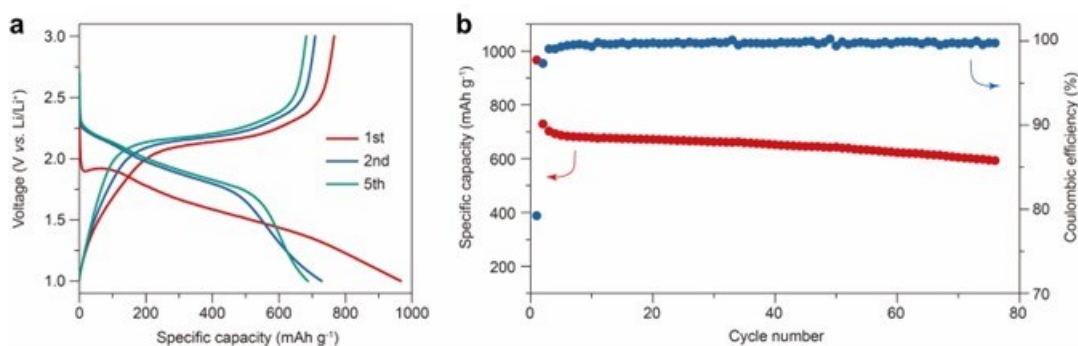 a
3.0
2.5
2.0
1.5
1.0
Voltage (V vs. Li/Li⁺)
1st
2nd
5th
0 200 400 600 800 1000
Specific capacity (mAh g⁻¹)
b
1000
800
600
400
200
Specific capacity (mAh g⁻¹)
100
90
80
70
Coulombic efficiency (%)
0 20 40 60 80
Cycle number